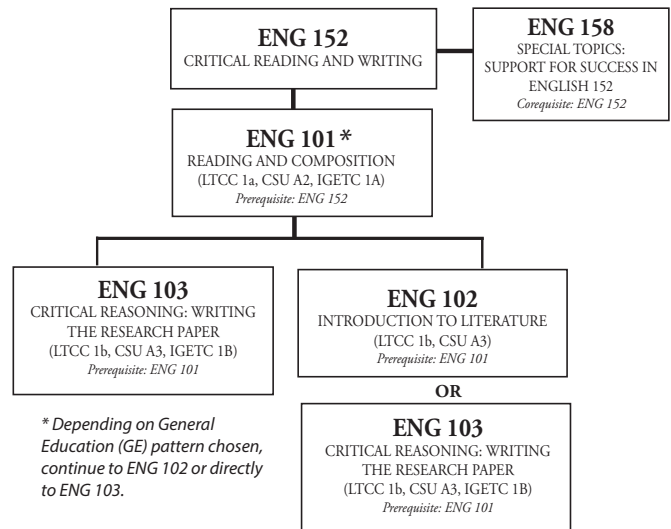 ENG 152
CRITICAL READING AND WRITING
ENG 158
SPECIAL TOPICS:
SUPPORT FOR SUCCESS IN
ENGLISH 152
Corequisite: ENG 152
ENG 101*
READING AND COMPOSITION
(LTCC 1a, CSU A2, IGETC 1A)
Prerequisite: ENG 152
ENG 103
CRITICAL REASONING: WRITING
THE RESEARCH PAPER
(LTCC 1b, CSU A3, IGETC 1B)
Prerequisite: ENG 101
ENG 102
INTRODUCTION TO LITERATURE
(LTCC 1b, CSU A3)
Prerequisite: ENG 101
OR
ENG 103
CRITICAL REASONING: WRITING
THE RESEARCH PAPER
(LTCC 1b, CSU A3, IGETC 1B)
Prerequisite: ENG 101
* Depending on General
Education (GE) pattern chosen,
continue to ENG 102 or directly
to ENG 103.